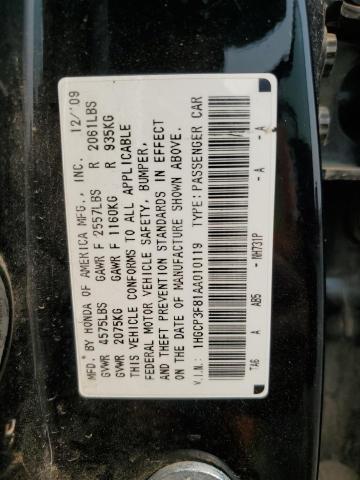 MFD. BY HONDA OF AMERICA MFG., INC. 12/'09
GVWR 4575LBS GAWR F 2557LBS R 2061LBS
GVWR 2075KG GAWR F 1160KG R 935KG
THIS VEHICLE CONFORMS TO ALL APPLICABLE
FEDERAL MOTOR VEHICLE SAFETY, BUMPER,
AND THEFT PREVENTION STANDARDS IN EFFECT
ON THE DATE OF MANUFACTURE SHOWN ABOVE.
V.I.N.: 1HGCP3F81AA010119 TYPE:PASSENGER CAR
TA6 A AB5 - NH731P - A - A